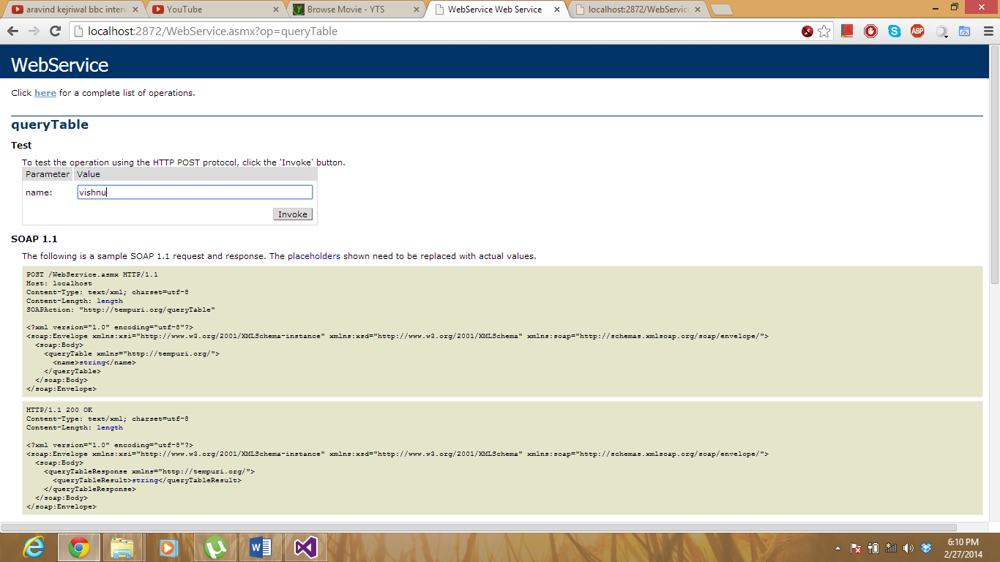 aravind kejriwal bbc interv
YouTube
Browse Movie - YTS
WebService Web Service
localhost:2872/WebServic
localhost:2872/WebService.asmx?op=queryTable
ABP
WebService
Click here for a complete list of operations.
queryTable
Test
To test the operation using the HTTP POST protocol, click the 'Invoke' button.
Parameter Value
name: vishnu
Invoke
SOAP 1.1
The following is a sample SOAP 1.1 request and response. The placeholders shown need to be replaced with actual values.
POST /WebService.asmx HTTP/1.1
Host: localhost
Content-Type: text/xml; charset=utf-8
Content-Length: length
SOAPAction: "http://tempuri.org/queryTable"
<?xml version="1.0" encoding="utf-8"?>
<soap:Envelope xmlns:xsi="http://www.w3.org/2001/XMLSchema-instance" xmlns:xsd="http://www.w3.org/2001/XMLSchema" xmlns:soap="http://schemas.xmlsoap.org/soap/envelope/">
<soap:Body>
<queryTable xmlns="http://tempuri.org/">
<name>string</name>
</queryTable>
</soap:Body>
</soap:Envelope>
HTTP/1.1 200 OK
Content-Type: text/xml; charset=utf-8
Content-Length: length
<?xml version="1.0" encoding="utf-8"?>
<soap:Envelope xmlns:xsi="http://www.w3.org/2001/XMLSchema-instance" xmlns:xsd="http://www.w3.org/2001/XMLSchema" xmlns:soap="http://schemas.xmlsoap.org/soap/envelope/">
<soap:Body>
<queryTableResponse xmlns="http://tempuri.org/">
<queryTableResult>string</queryTableResult>
</queryTableResponse>
</soap:Body>
</soap:Envelope>
6:10 PM
2/27/2014